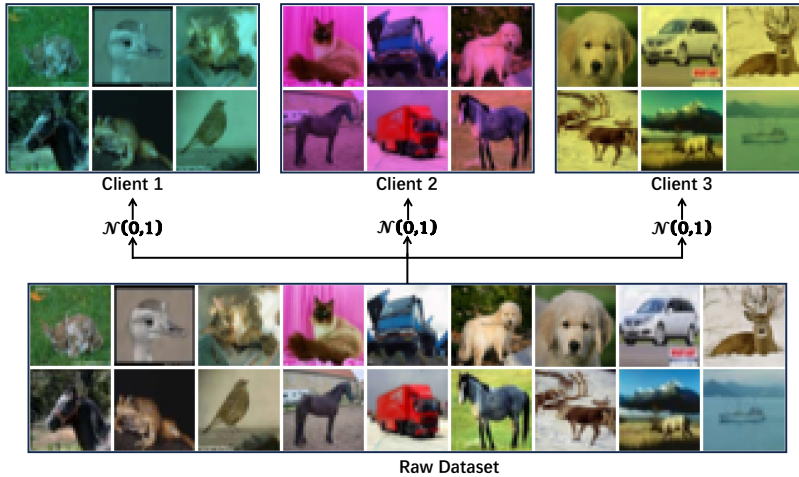 Client 1
Client 2
Client 3
𝒩(0,1)
𝒩(0,1)
𝒩(0,1)
Raw Dataset